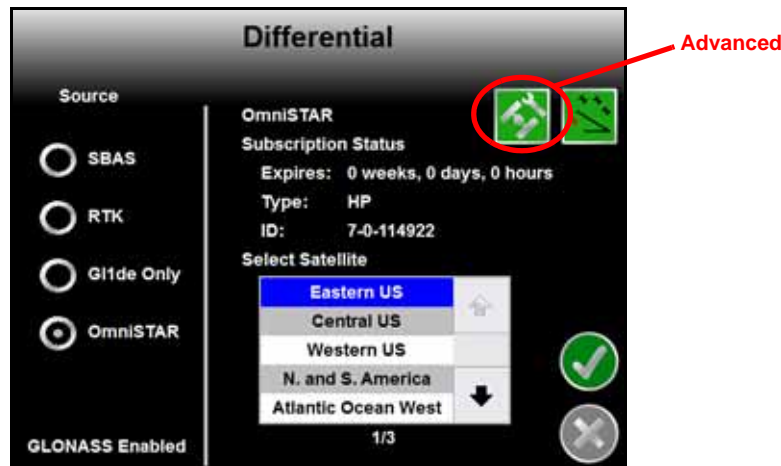 Differential
Advanced
Source
SBAS
RTK
Gl1de Only
OmniSTAR
GLONASS Enabled
OmniSTAR
Subscription Status
Expires: 0 weeks, 0 days, 0 hours
Type: HP
ID: 7-0-114922
Select Satellite
Eastern US
Central US
Western US
N. and S. America
Atlantic Ocean West
1/3